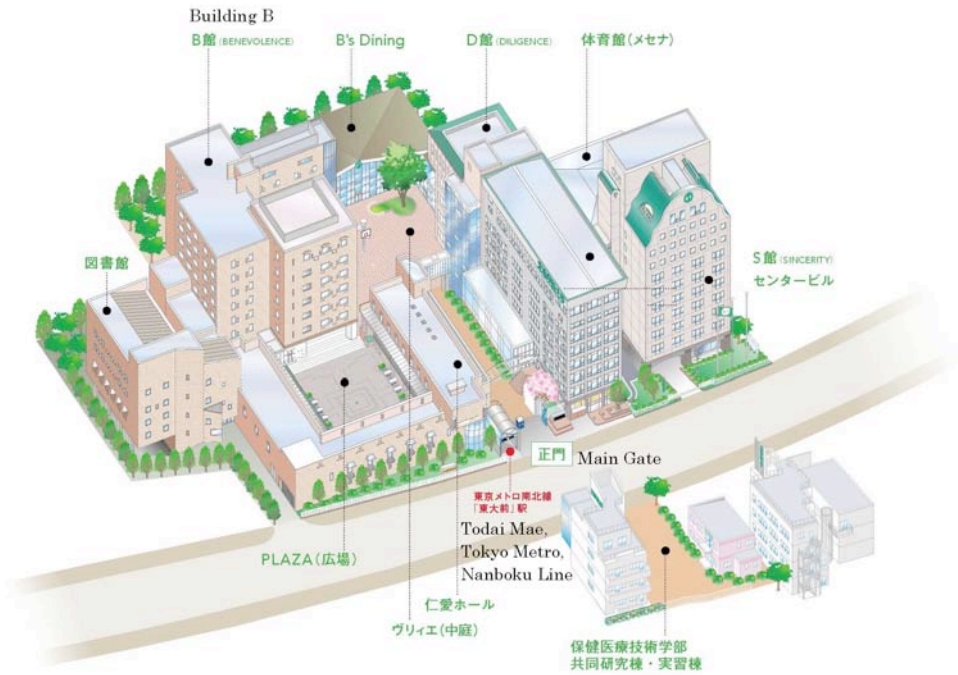 Building B
B館(BENEVOLENCE)
B's Dining
D館(DILIGENCE)
体育館(メセナ)
図書館
S館(SINCERITY)
センタービル
正門
Main Gate
東京メトロ南北線
「東大前」駅
Todai Mae,
Tokyo Metro,
Nanboku Line
PLAZA(広場)
仁愛ホール
ヴリィエ(中庭)
保健医療技術学部
共同研究棟・実習棟